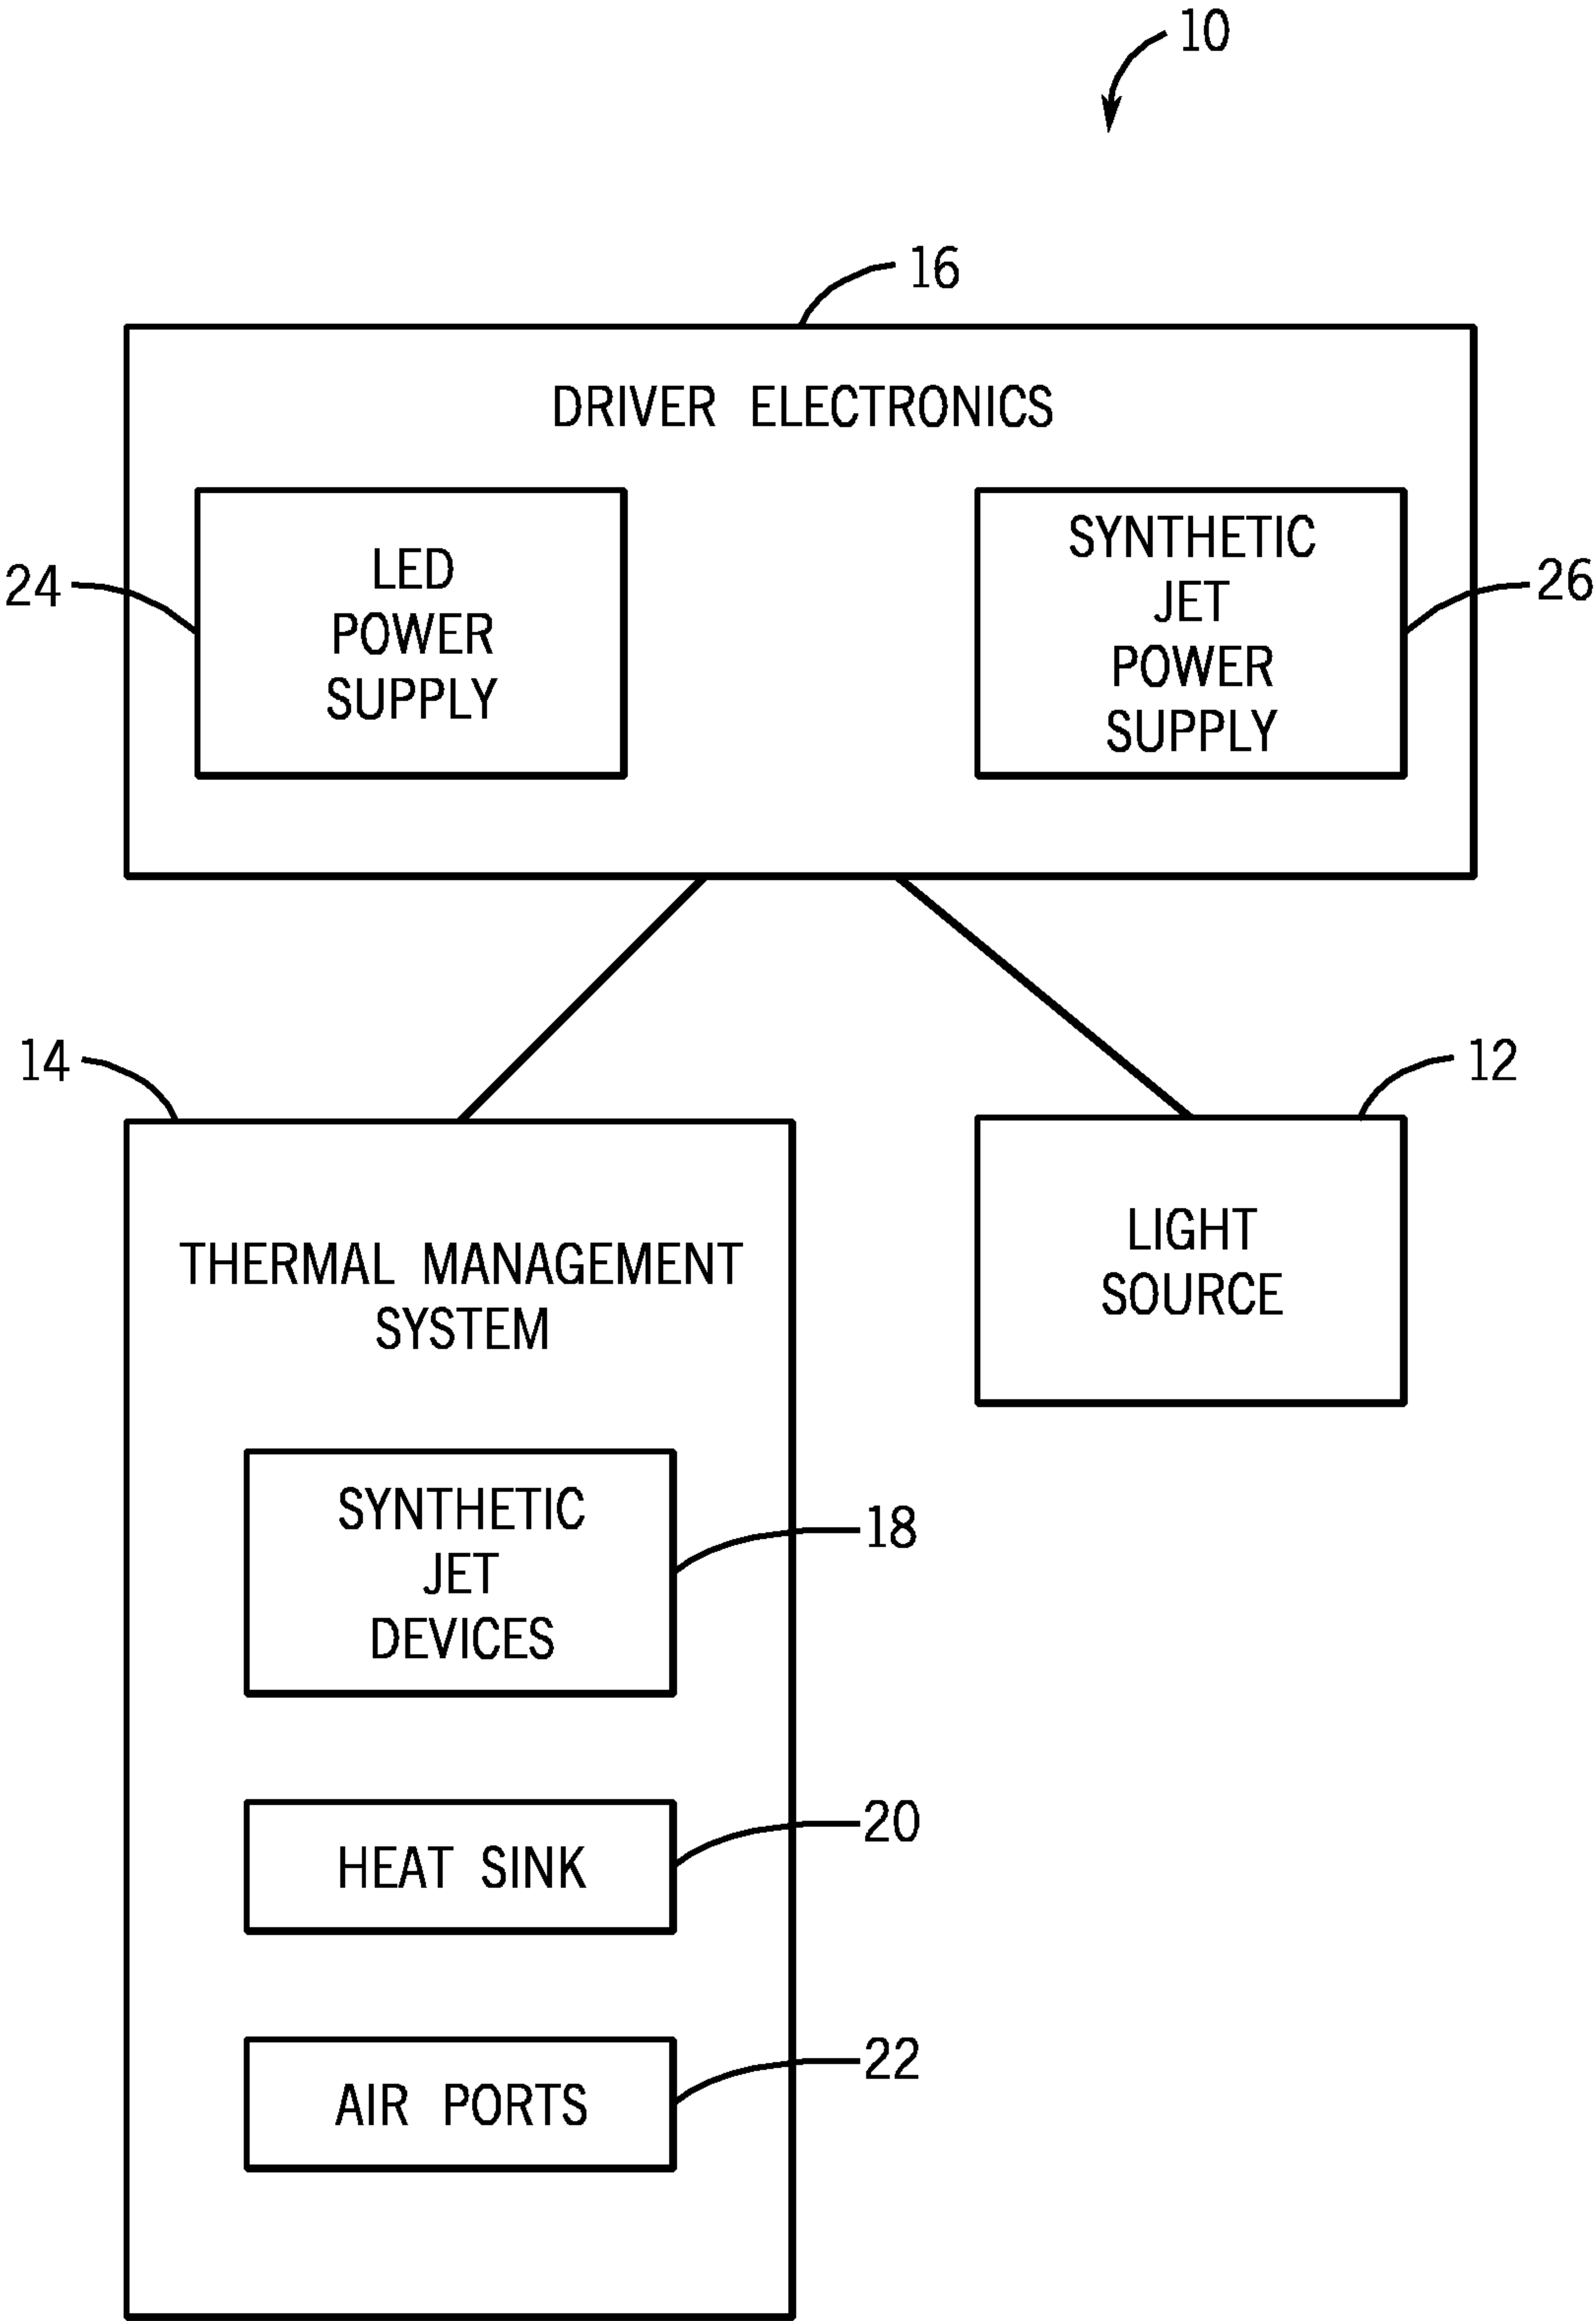 10
16
DRIVER ELECTRONICS
24
LED
POWER
SUPPLY
SYNTHETIC
JET
POWER
SUPPLY
26
14
THERMAL MANAGEMENT
SYSTEM
12
LIGHT
SOURCE
SYNTHETIC
JET
DEVICES
18
HEAT SINK
20
AIR PORTS
22